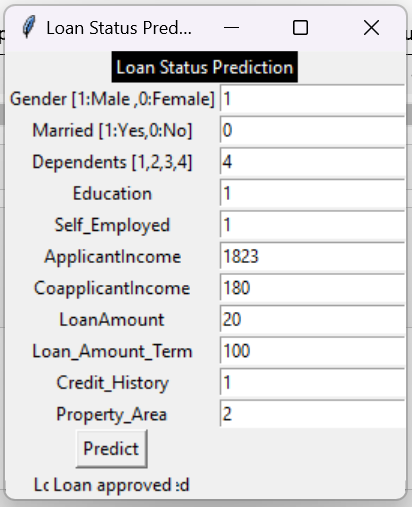 Loan Status Pred...
Loan Status Prediction
Gender [1:Male ,0:Female] 1
Married [1:Yes,0:No] 0
Dependents [1,2,3,4] 4
Education 1
Self_Employed 1
ApplicantIncome 1823
CoapplicantIncome 180
LoanAmount 20
Loan_Amount_Term 100
Credit_History 1
Property_Area 2
Predict
Loan approved